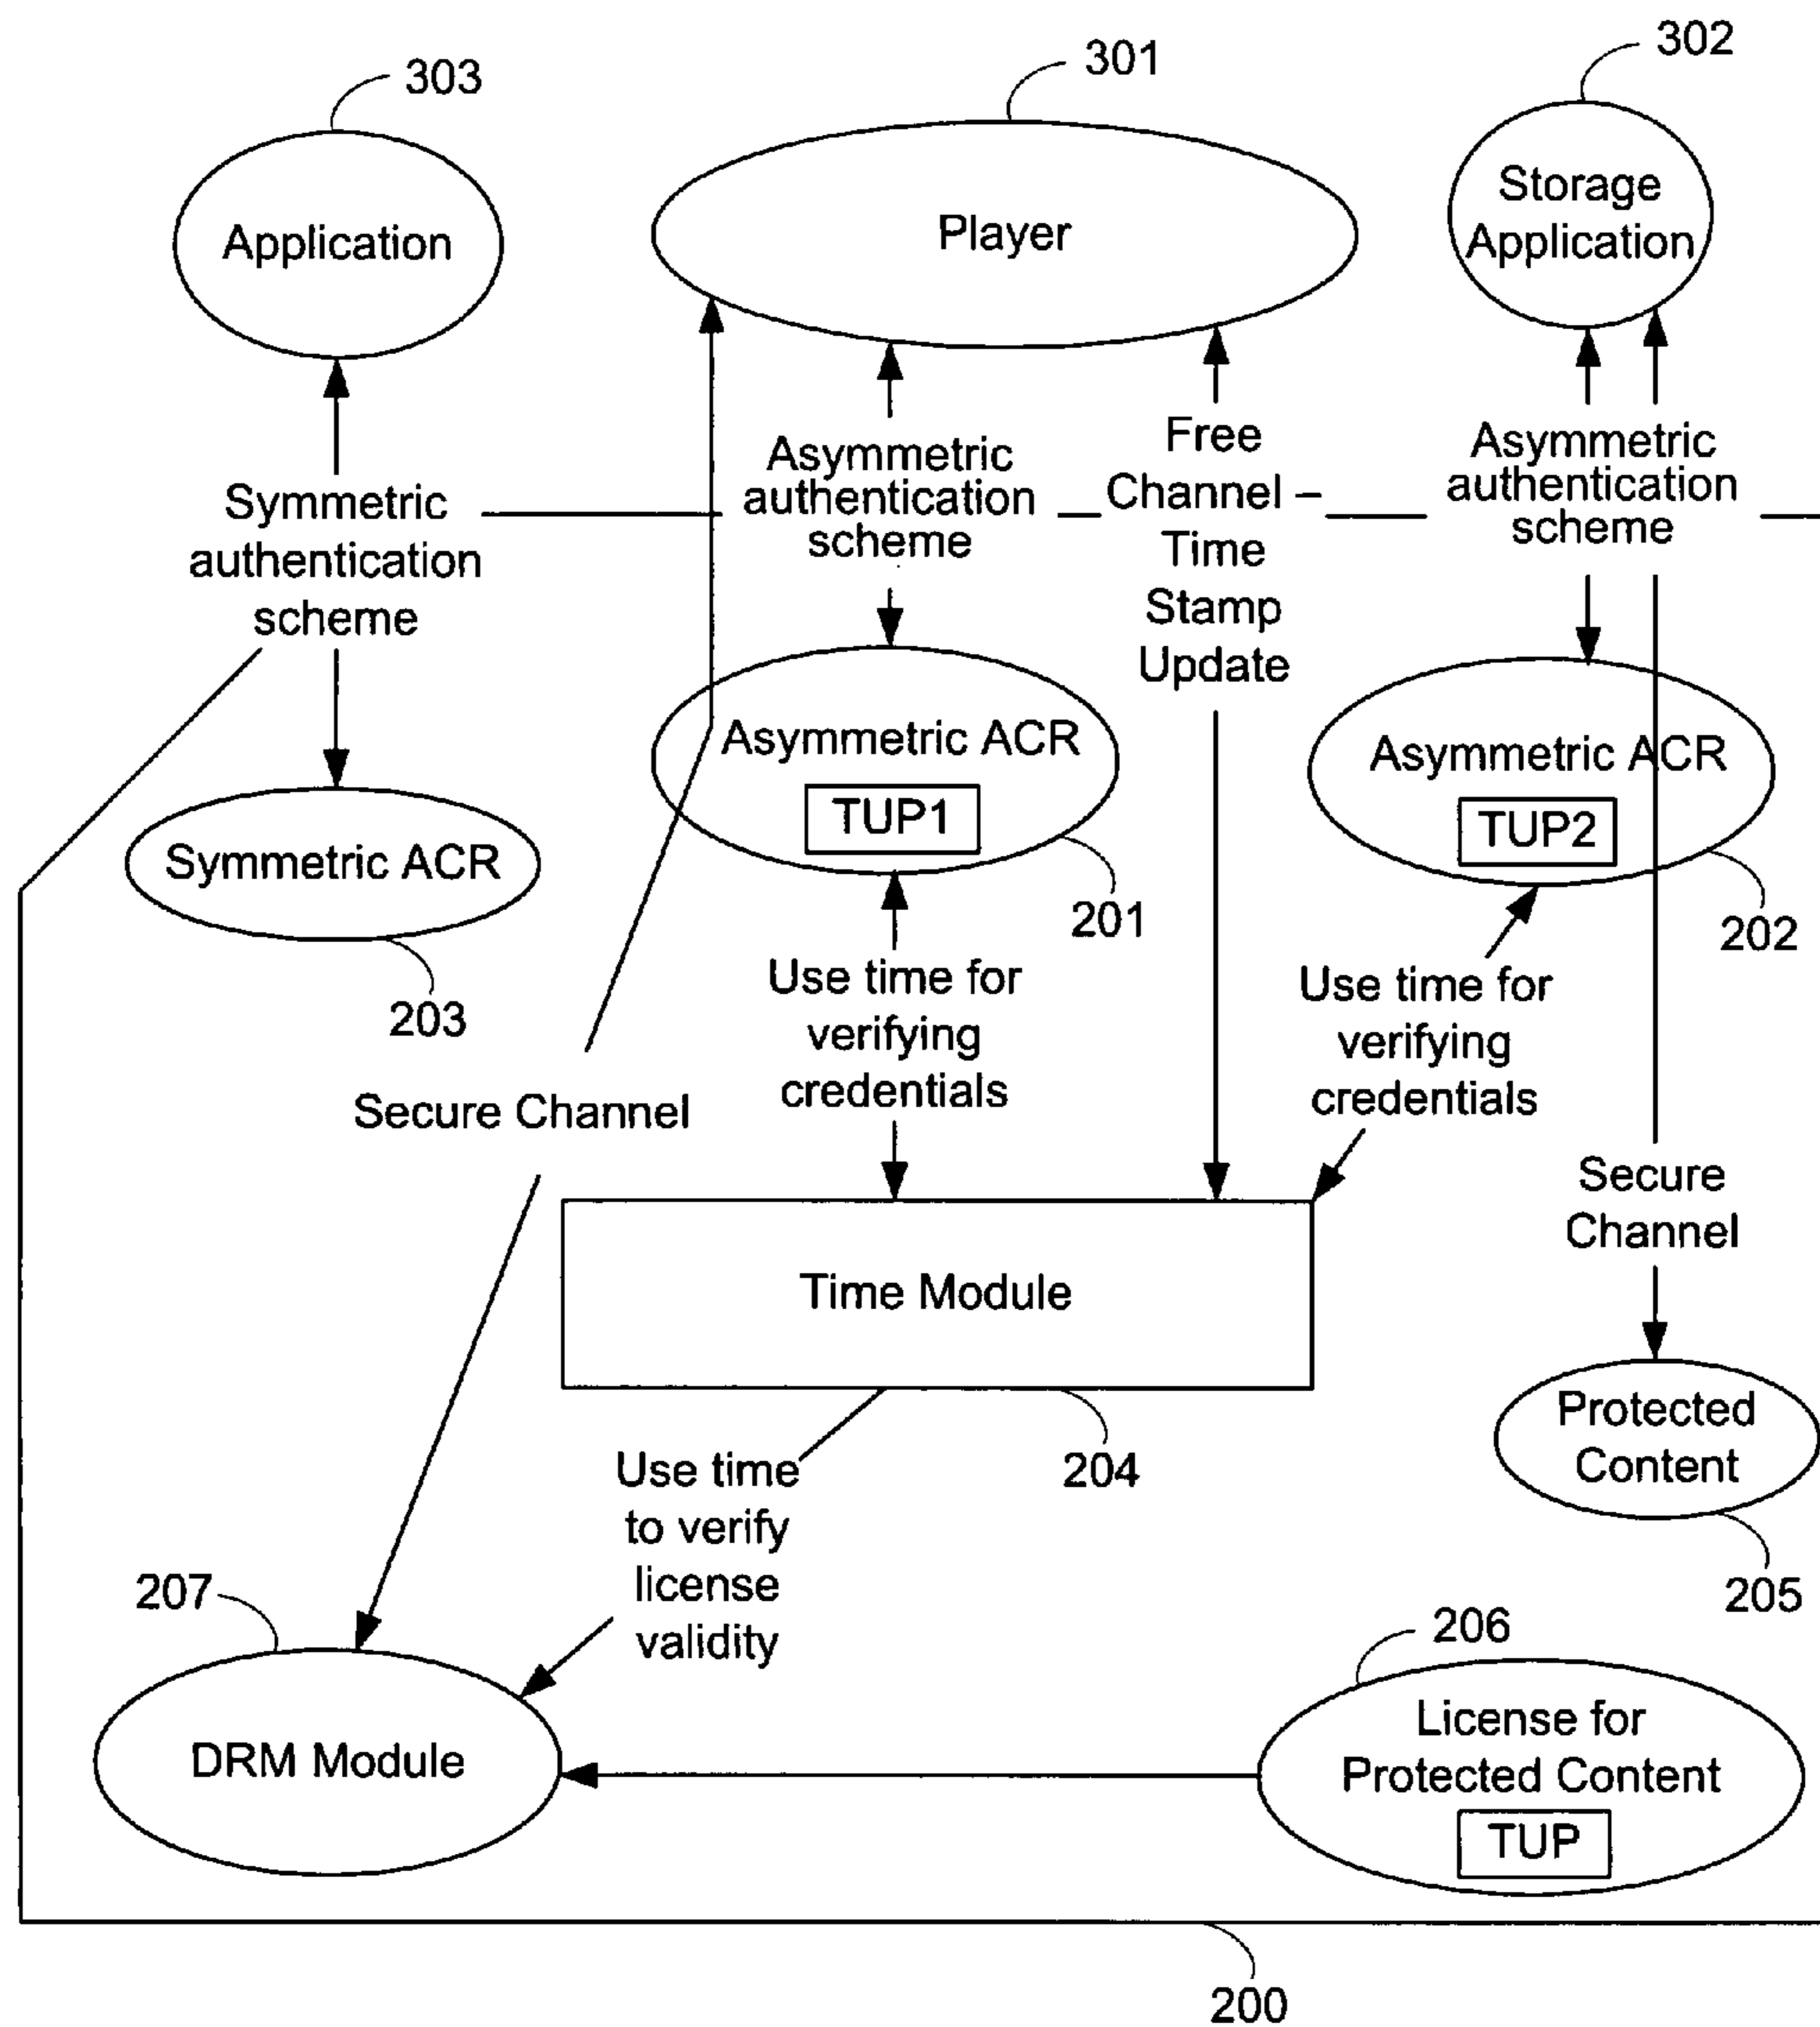 303
301
302
Application
Player
Storage
Application
Symmetric
authentication
scheme
Asymmetric
authentication
scheme
Free
Channel –
Time
Stamp
Update
Asymmetric
authentication
scheme
Symmetric ACR
203
Asymmetric ACR
TUP1
201
Asymmetric ACR
TUP2
202
Secure Channel
Use time for
verifying
credentials
Use time for
verifying
credentials
Secure
Channel
Time Module
204
Protected
Content
205
Use time
to verify
license
validity
207
DRM Module
206
License for
Protected Content
TUP
200